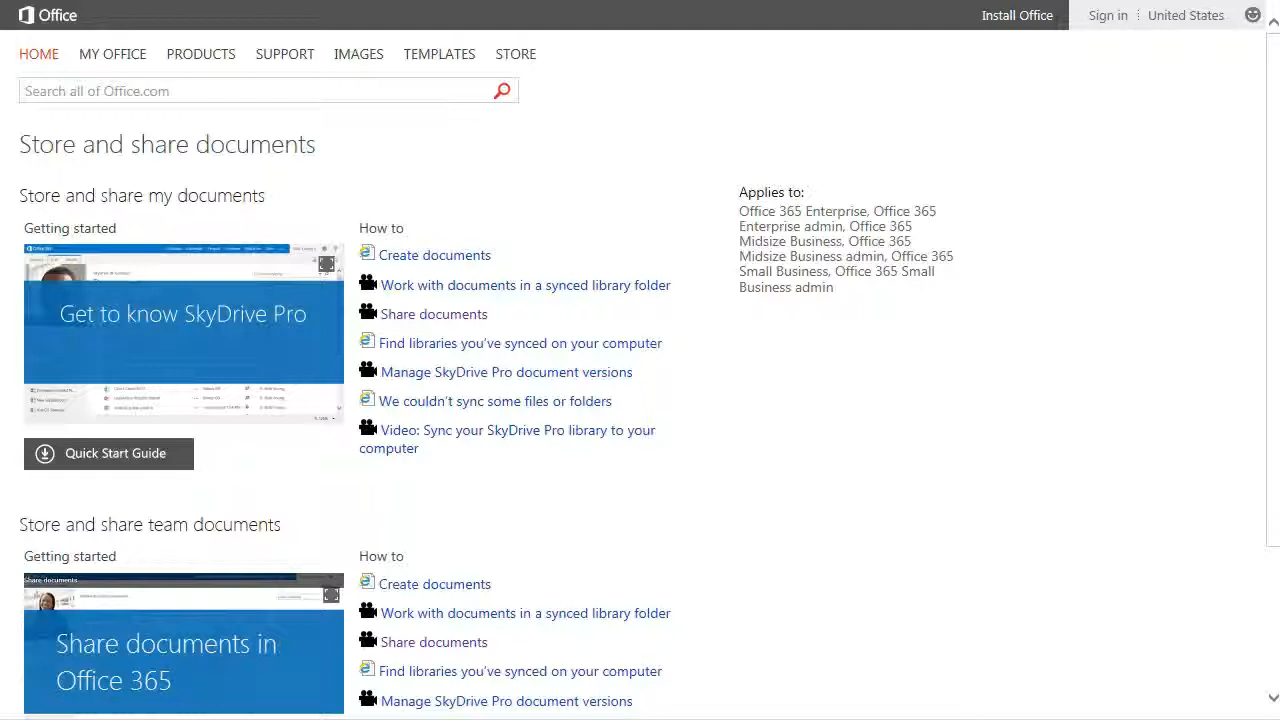 Office
Install Office
Sign in
United States
HOME
MY OFFICE
PRODUCTS
SUPPORT
IMAGES
TEMPLATES
STORE
Search all of Office.com
Store and share documents
Store and share my documents
Getting started
Get to know SkyDrive Pro
Quick Start Guide
How to
Create documents
Work with documents in a synced library folder
Share documents
Find libraries you've synced on your computer
Manage SkyDrive Pro document versions
We couldn't sync some files or folders
Video: Sync your SkyDrive Pro library to your
computer
Applies to:
Office 365 Enterprise, Office 365
Enterprise admin, Office 365
Midsize Business, Office 365
Midsize Business admin, Office 365
Small Business, Office 365 Small
Business admin
Store and share team documents
Getting started
Share documents
Share documents in
Office 365
How to
Create documents
Work with documents in a synced library folder
Share documents
Find libraries you've synced on your computer
Manage SkyDrive Pro document versions